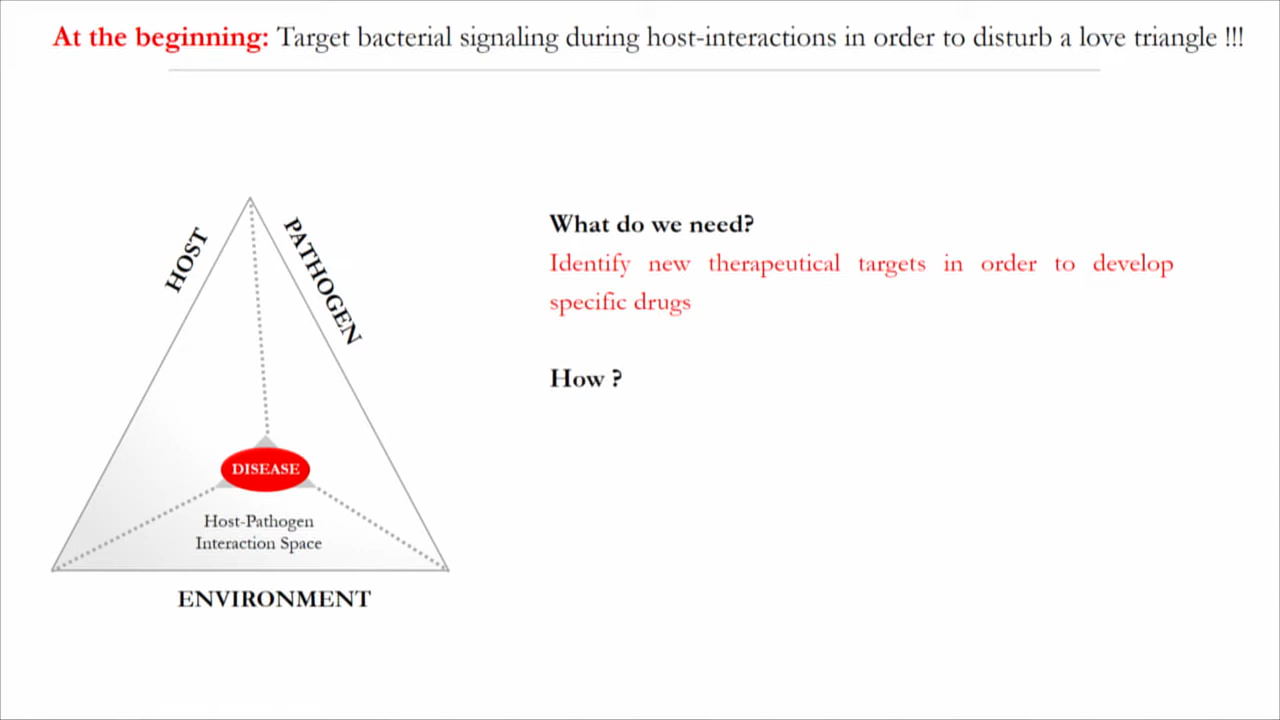 At the beginning: Target bacterial signaling during host-interactions in order to disturb a love triangle !!!
HOST
PATHOGEN
DISEASE
Host-Pathogen
Interaction Space
ENVIRONMENT
What do we need?
Identify new therapeutical targets in order to develop
specific drugs
How ?